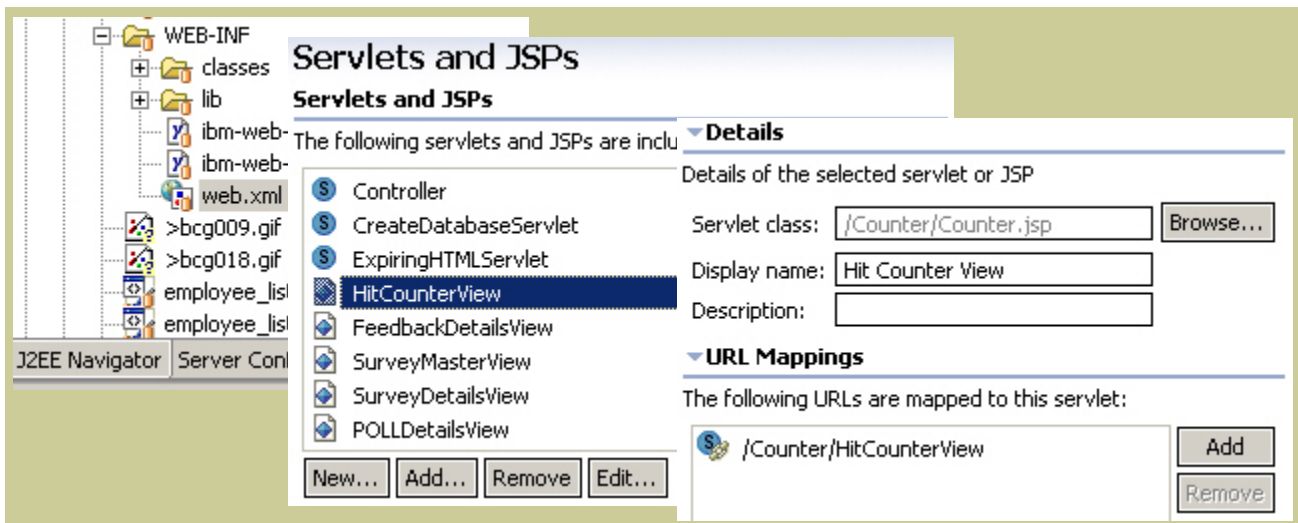 WEB-INF
classes
lib
ibm-web-
ibm-web-
web.xml
>bcg009.gif
>bcg018.gif
employee_lis
employee_lis
J2EE Navigator
Server Con
Servlets and JSPs
Servlets and JSPs
The following servlets and JSPs are inclu
Controller
CreateDatabaseServlet
ExpiringHTMLServlet
HitCounterView
FeedbackDetailsView
SurveyMasterView
SurveyDetailsView
POLLDetailsView
New... Add... Remove Edit...
Details
Details of the selected servlet or JSP
Servlet class: /Counter/Counter.jsp Browse...
Display name: Hit Counter View
Description:
URL Mappings
The following URLs are mapped to this servlet:
/Counter/HitCounterView Add
Remove